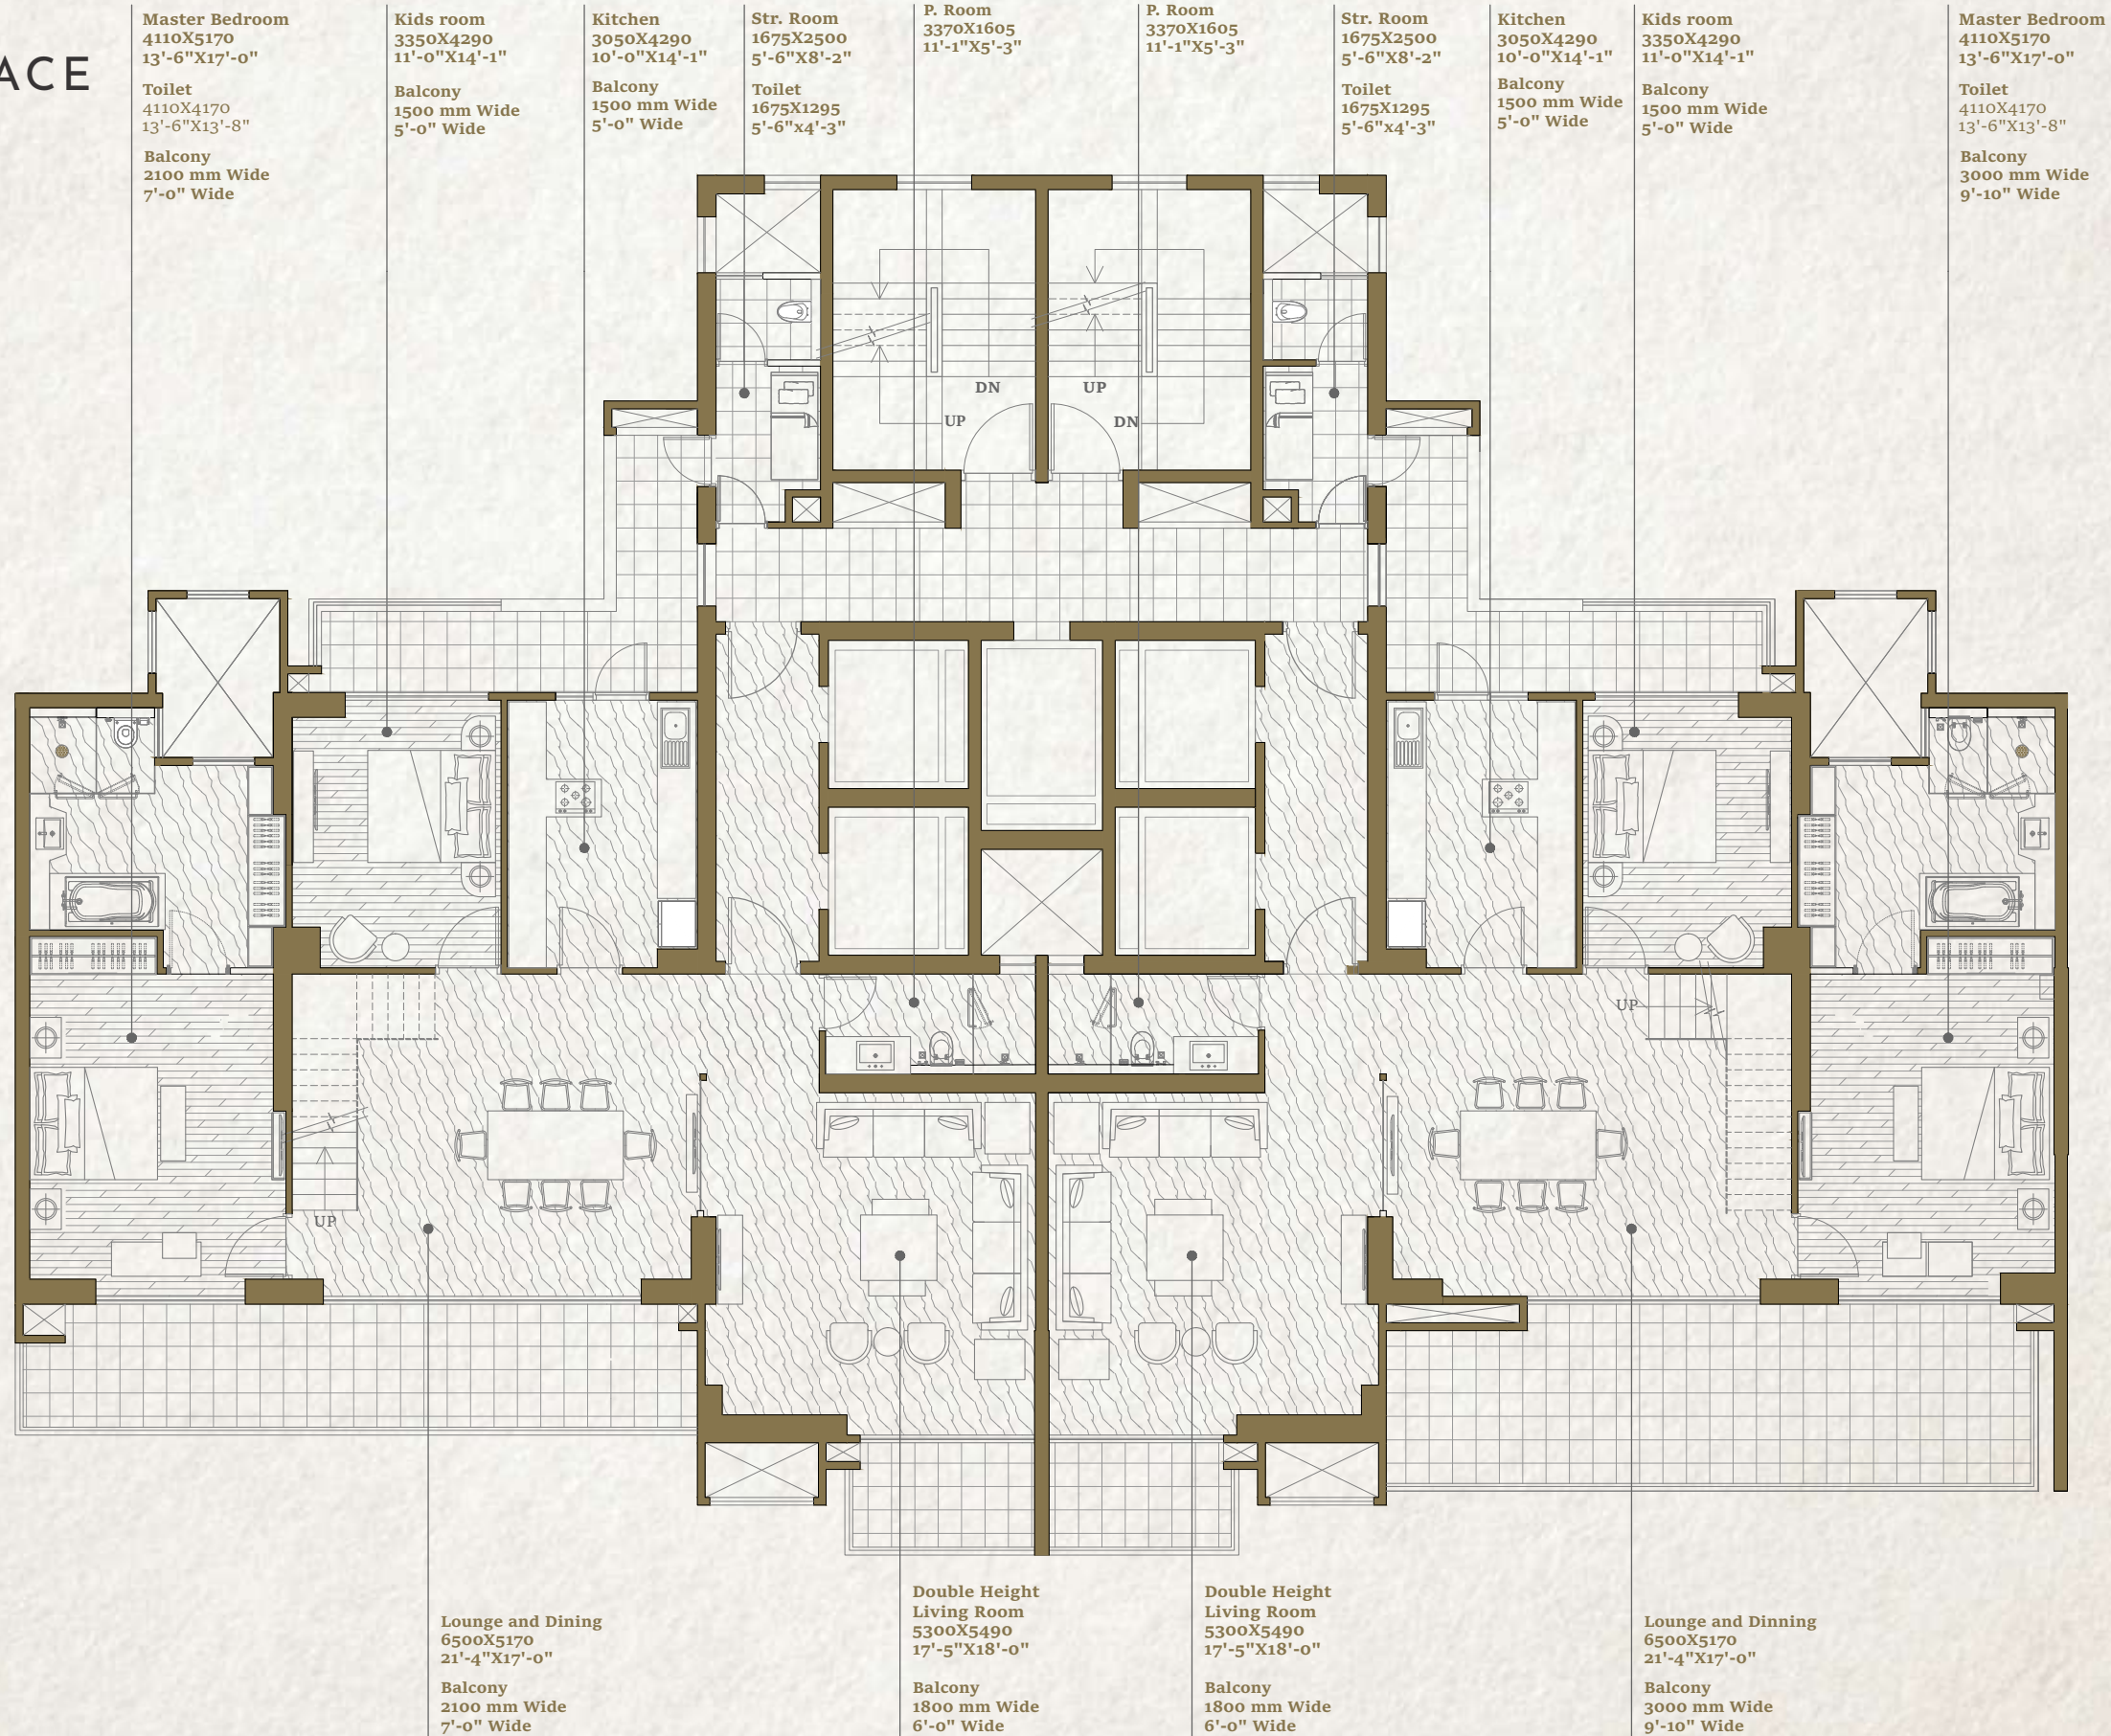 ACE
Master Bedroom
4110X5170
13'-6"X17'-0"
Toilet
4110X4170
13'-6"X13'-8"
Balcony
2100 mm Wide
7'-0" Wide
Kids room
3350X4290
11'-0"X14'-1"
Balcony
1500 mm Wide
5'-0" Wide
Kitchen
3050X4290
10'-0"X14'-1"
Balcony
1500 mm Wide
5'-0" Wide
Str. Room
1675X2500
5'-6"X8'-2"
Toilet
1675X1295
5'-6"x4'-3"
P. Room
3370X1605
11'-1"X5'-3"
P. Room
3370X1605
11'-1"X5'-3"
Str. Room
1675X2500
5'-6"X8'-2"
Toilet
1675X1295
5'-6"x4'-3"
Kitchen
3050X4290
10'-0"X14'-1"
Balcony
1500 mm Wide
5'-0" Wide
Kids room
3350X4290
11'-0"X14'-1"
Balcony
1500 mm Wide
5'-0" Wide
Master Bedroom
4110X5170
13'-6"X17'-0"
Toilet
4110X4170
13'-6"X13'-8"
Balcony
3000 mm Wide
9'-10" Wide
DN
UP
UP
DN
UP
UP
Lounge and Dining
6500X5170
21'-4"X17'-0"
Balcony
2100 mm Wide
7'-0" Wide
Double Height
Living Room
5300X5490
17'-5"X18'-0"
Balcony
1800 mm Wide
6'-0" Wide
Double Height
Living Room
5300X5490
17'-5"X18'-0"
Balcony
1800 mm Wide
6'-0" Wide
Lounge and Dinning
6500X5170
21'-4"X17'-0"
Balcony
3000 mm Wide
9'-10" Wide